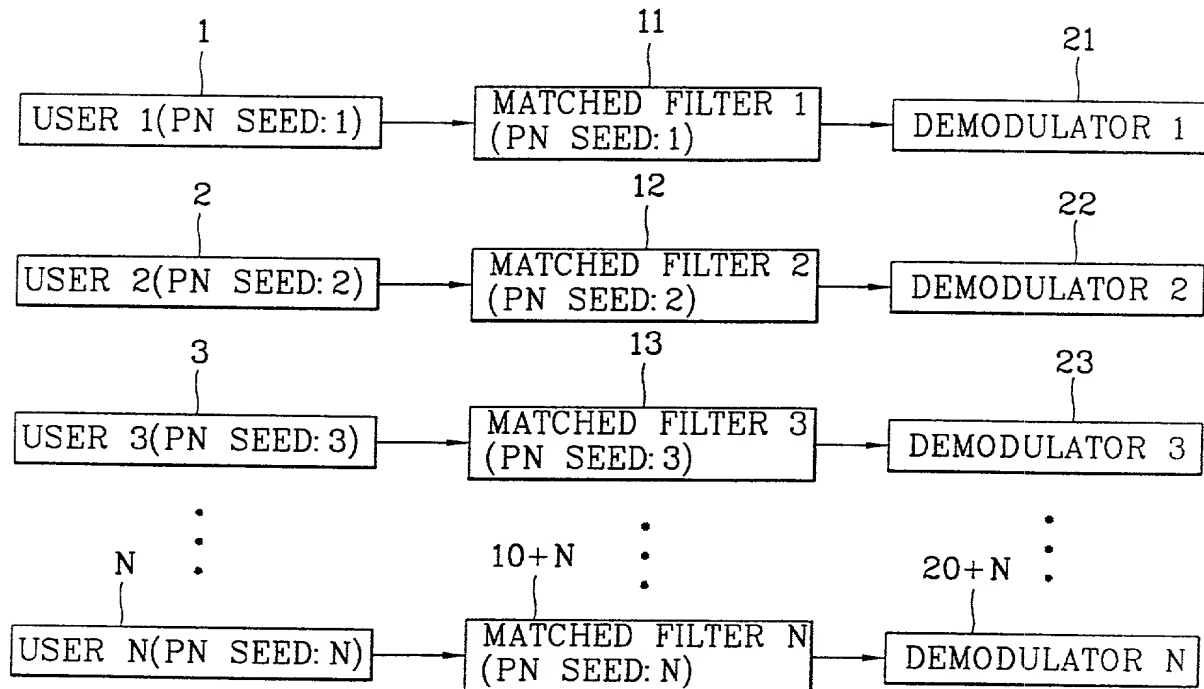 1 11 21
USER 1(PN SEED:1) MATCHED FILTER 1 DEMODULATOR 1
(PN SEED:1)
2 12 22
USER 2(PN SEED:2) MATCHED FILTER 2 DEMODULATOR 2
(PN SEED:2)
3 13 23
USER 3(PN SEED:3) MATCHED FILTER 3 DEMODULATOR 3
(PN SEED:3)
N 10+N 20+N
USER N(PN SEED:N) MATCHED FILTER N DEMODULATOR N
(PN SEED:N)